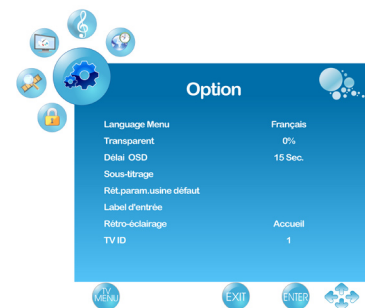 Option
Language Menu Français
Transparent 0%
Délai OSD 15 Sec.
Sous-titrage
Rét.param.usine défaut
Label d'entrée
Rétro-éclairage Accueil
TV ID 1
TV MENU EXIT ENTER